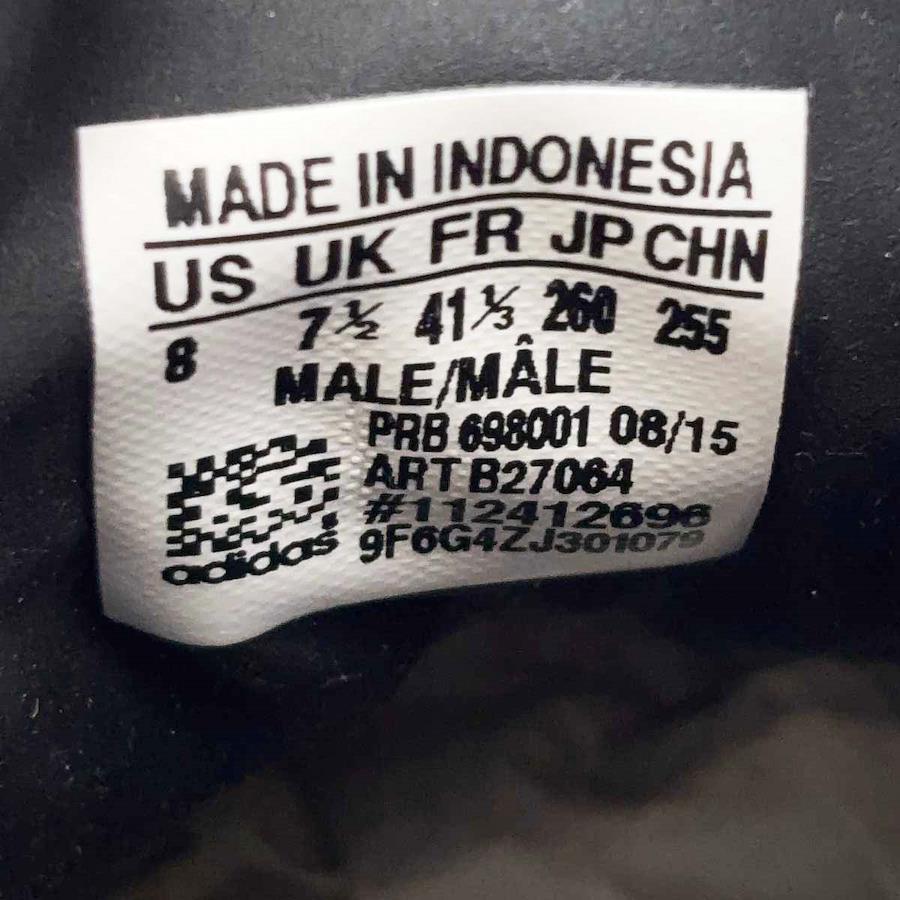 MADE IN INDONESIA
US UK FR JP CHN
8 7½ 41⅓ 260 255
MALE/MÂLE
PRB 698001 08/15
ART B27064
#112412696
9F6G4ZJ301079
adidas